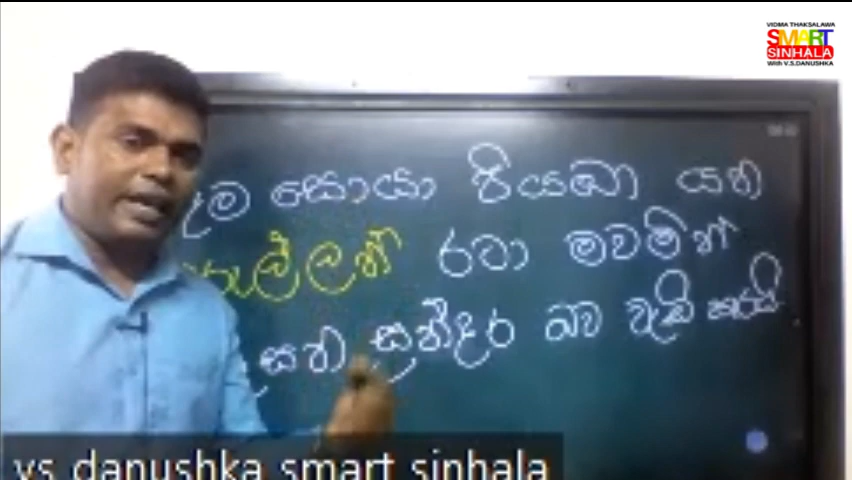 VIDMA THAKSALAWA
SMART
SINHALA
With V.S.DANUSHKA
සොයා පියඹා යන
රටා මවමින්
සුන්දර බව වැඩි කරයි
vs danushka smart sinhala